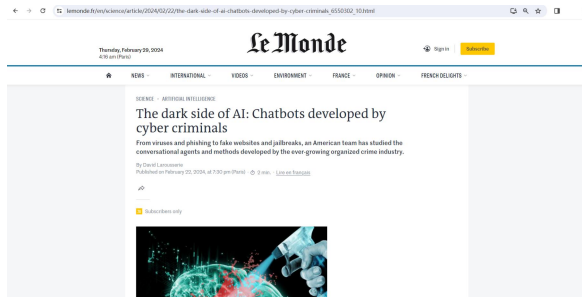 lemonde.fr/en/science/article/2024/02/22/the-dark-side-of-ai-chatbots-developed-by-cyber-criminals_6550302_10.html
Thursday, February 29, 2024
4:16 am (Paris)
Le Monde
Sign in
Subscribe
NEWS
INTERNATIONAL
VIDEOS
ENVIRONMENT
FRANCE
OPINION
FRENCH DELIGHTS
SCIENCE • ARTIFICIAL INTELLIGENCE
The dark side of AI: Chatbots developed by
cyber criminals
From viruses and phishing to fake websites and jailbreaks, an American team has studied the
conversational agents and methods developed by the ever-growing organized crime industry.
By David Larousserie
Published on February 22, 2024, at 7:30 pm (Paris) 3 min. Lire en français
Subscribers only